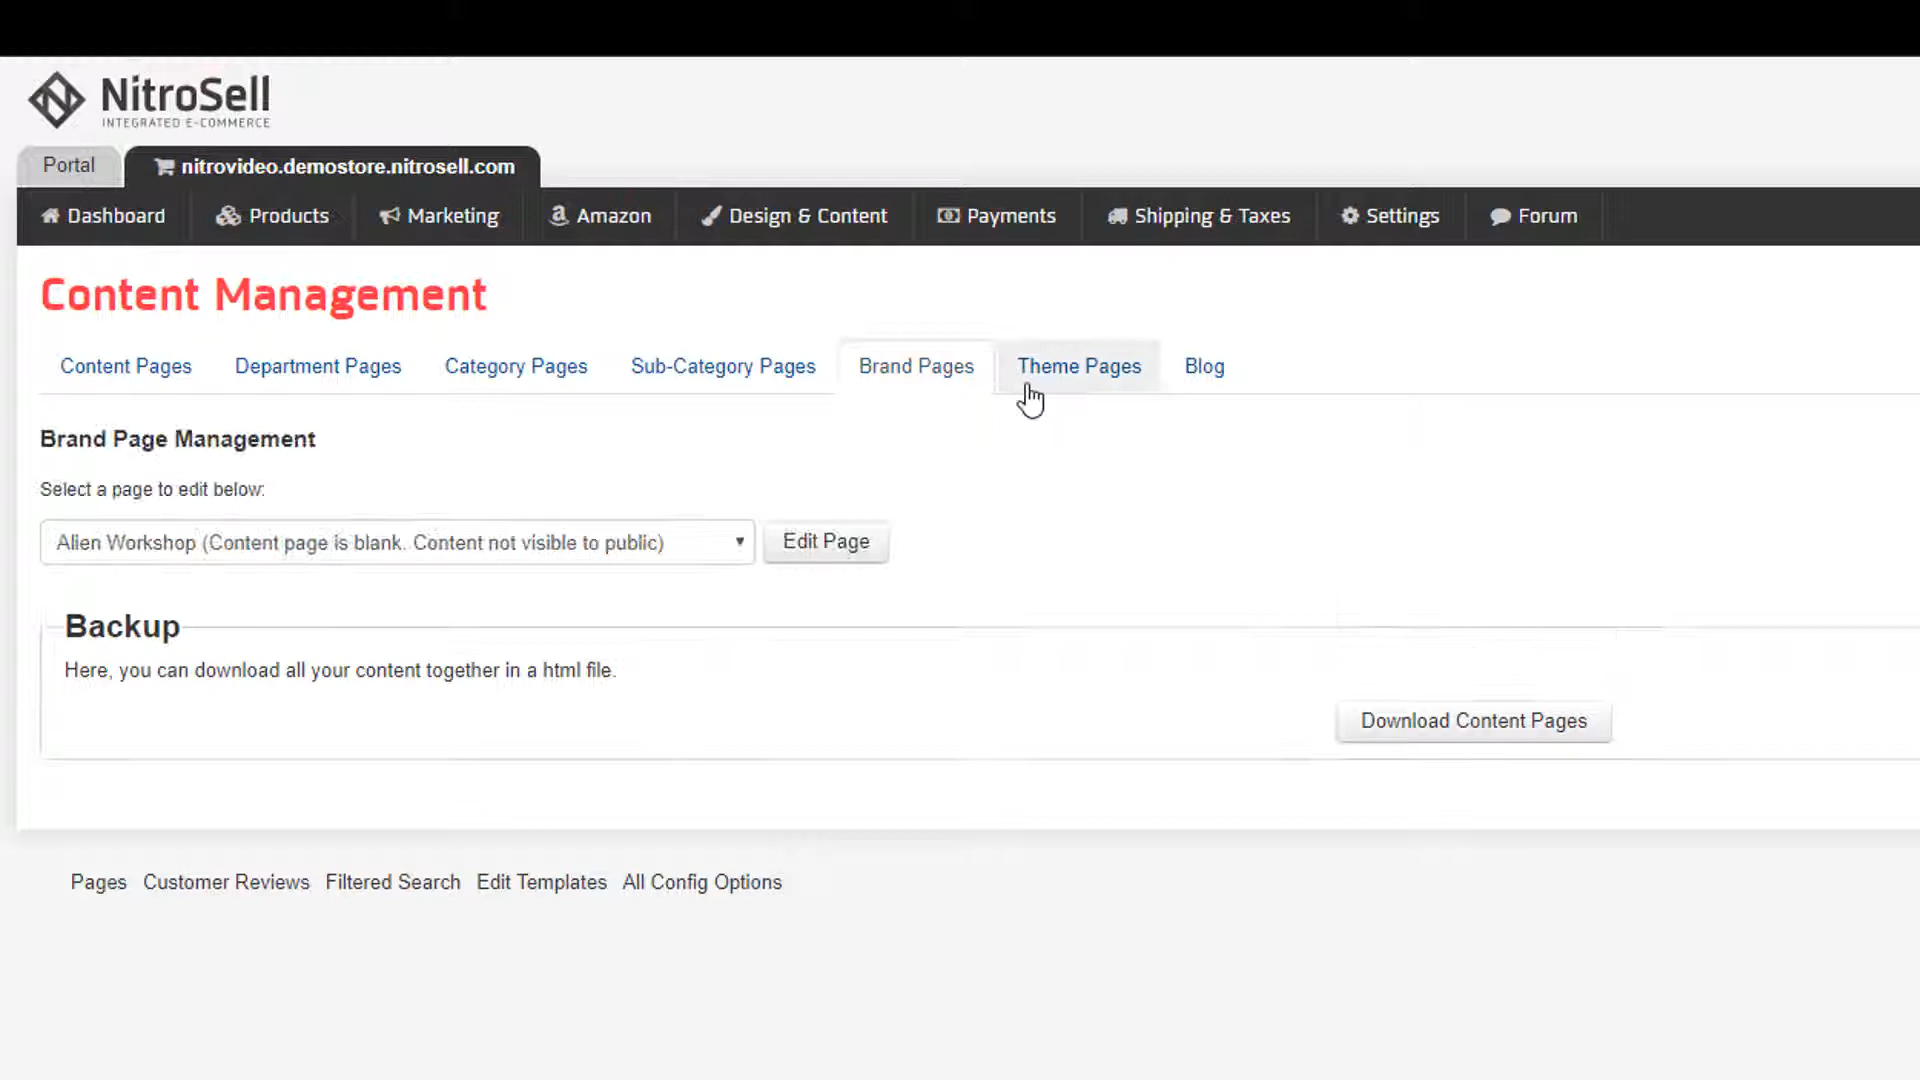 NitroSell
INTEGRATED E-COMMERCE
Portal
nitrovideo.demostore.nitrosell.com
Dashboard Products Marketing Amazon Design & Content Payments Shipping & Taxes Settings Forum
Content Management
Content Pages Department Pages Category Pages Sub-Category Pages Brand Pages Theme Pages Blog
Brand Page Management
Select a page to edit below:
Alien Workshop (Content page is blank. Content not visible to public) Edit Page
Backup
Here, you can download all your content together in a html file.
Download Content Pages
Pages Customer Reviews Filtered Search Edit Templates All Config Options